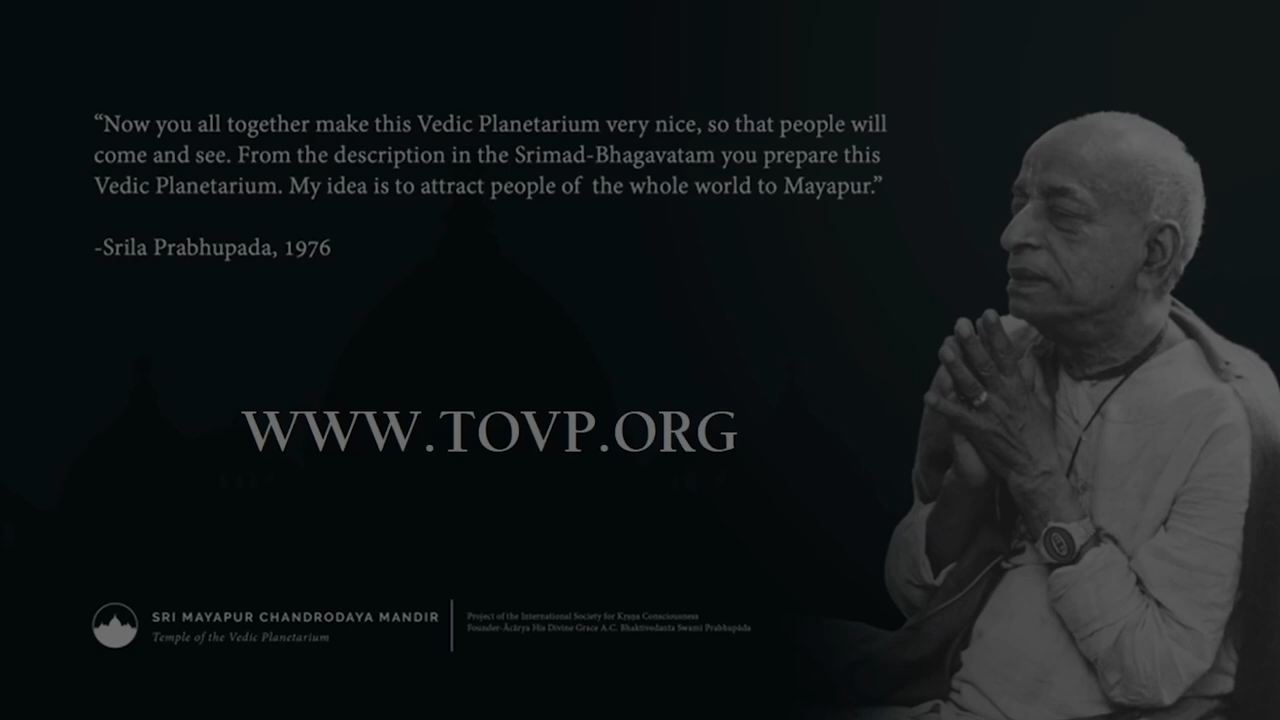 “Now you all together make this Vedic Planetarium very nice, so that people will
come and see. From the description in the Srimad-Bhagavatam you prepare this
Vedic Planetarium. My idea is to attract people of the whole world to Mayapur.”
-Srila Prabhupada, 1976
WWW.TOVP.ORG
SRI MAYAPUR CHANDRODAYA MANDIR
Temple of the Vedic Planetarium
Project of the International Society for Kṛṣṇa Consciousness
Founder-Ācārya His Divine Grace A.C. Bhaktivedanta Swami Prabhupāda